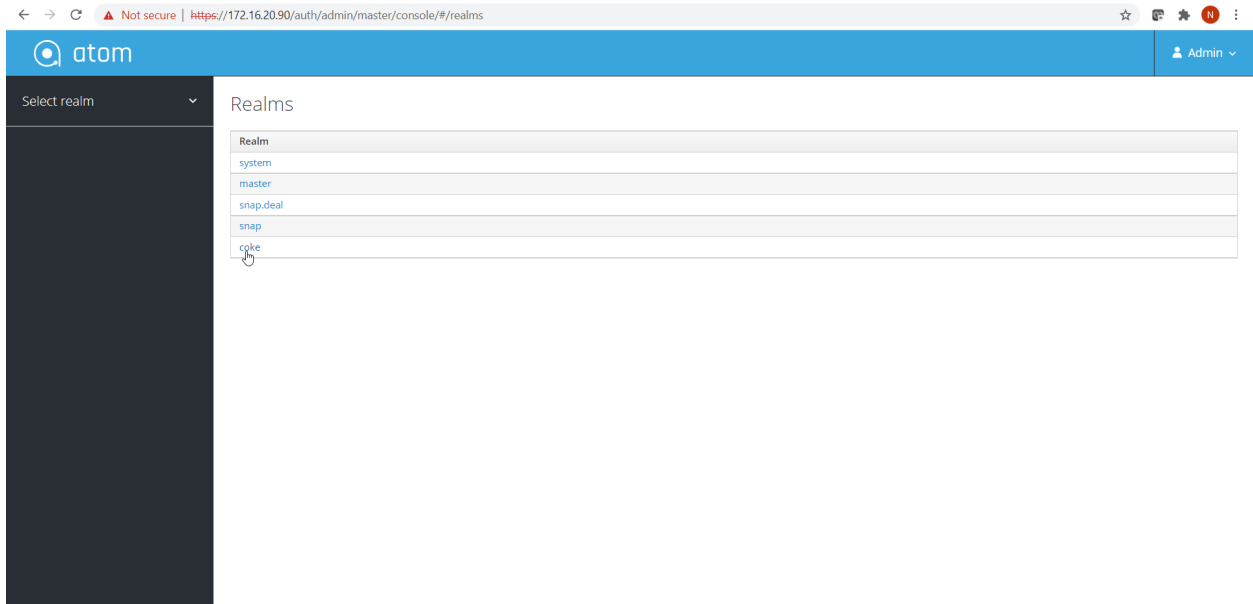 Not secure | https://172.16.20.90/auth/admin/master/console/#/realms
N
atom
Admin
Select realm
Realms
Realm
system
master
snap.deal
snap
coke